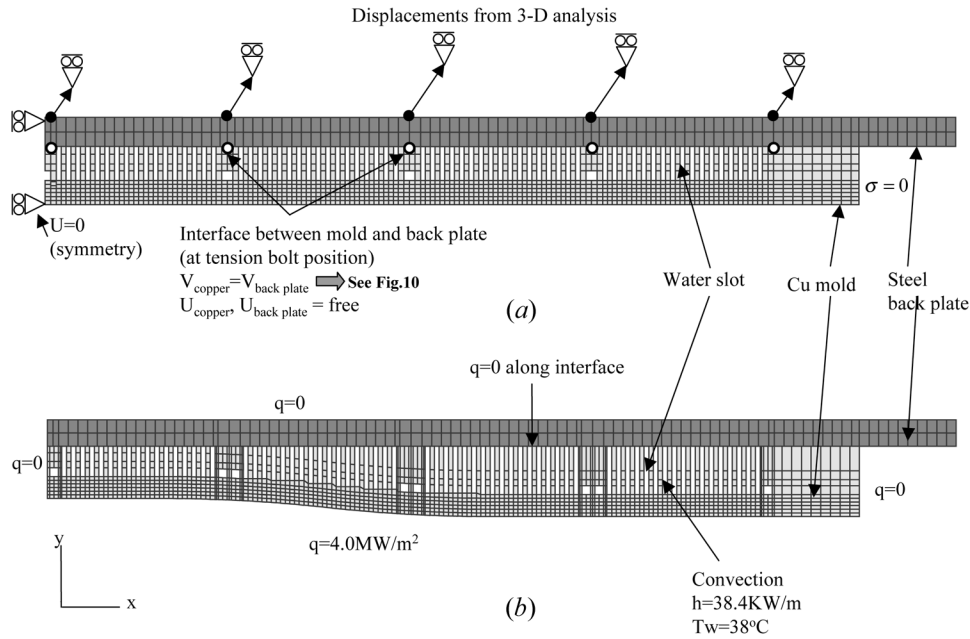 Displacements from 3-D analysis
σ = 0
U=0
(symmetry)
Interface between mold and back plate
(at tension bolt position)
V_copper=V_back plate See Fig.10
U_copper, U_back plate = free
(a)
Water slot
Cu mold
Steel
back plate
q=0 along interface
q=0
q=0
q=0
q=4.0MW/m²
y
x
(b)
Convection
h=38.4KW/m
Tw=38°C